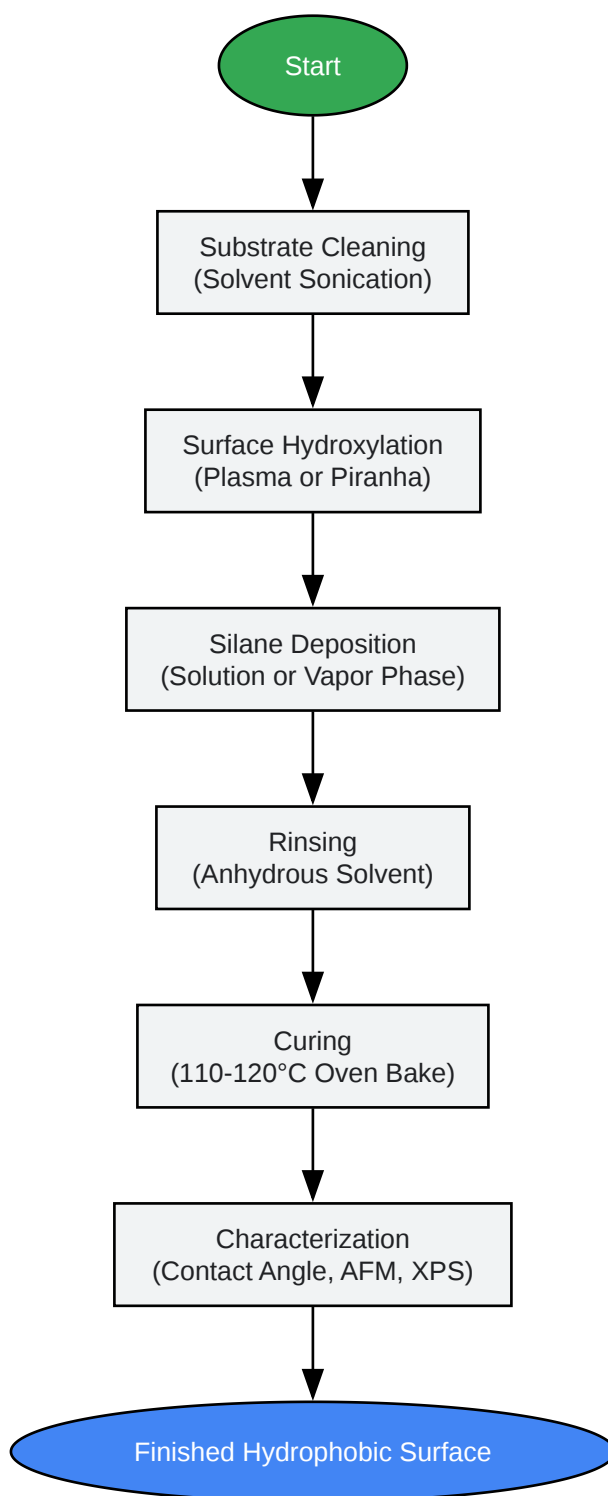 Start
Substrate Cleaning
(Solvent Sonication)
Surface Hydroxylation
(Plasma or Piranha)
Silane Deposition
(Solution or Vapor Phase)
Rinsing
(Anhydrous Solvent)
Curing
(110-120°C Oven Bake)
Characterization
(Contact Angle, AFM, XPS)
Finished Hydrophobic Surface